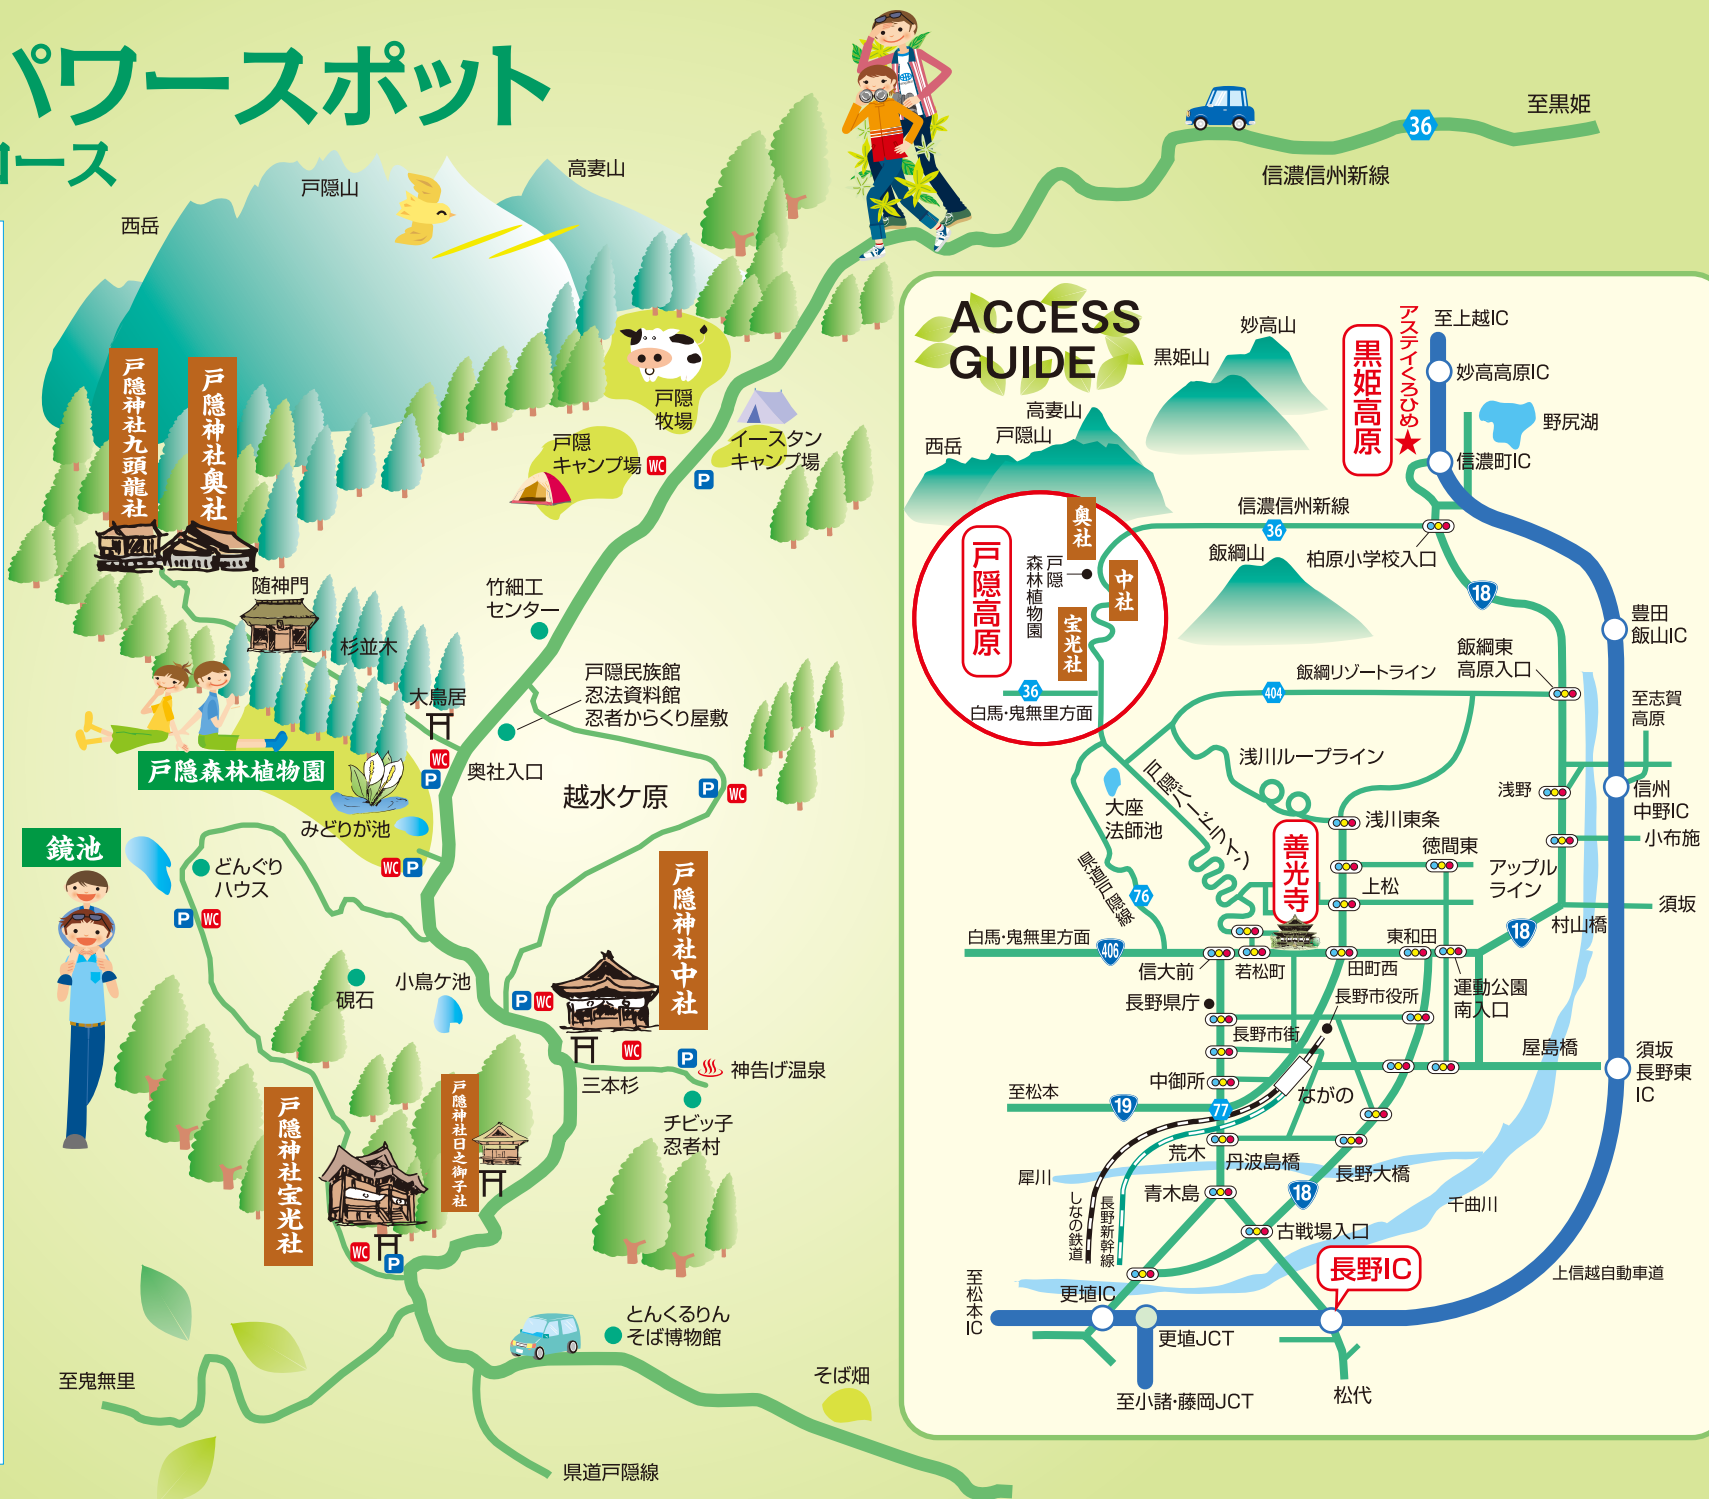 パワースポット
コース
至黒姫
36
信濃信州新線
高妻山
戸隠山
西岳
戸隠神社九頭龍社
戸隠神社奥社
戸隠
牧場
イースタン
キャンプ場
P
戸隠
キャンプ場
WC
随神門
杉並木
竹細工
センター
戸隠民族館
忍法資料館
忍者からくり屋敷
大鳥居
WC
P
奥社入口
戸隠森林植物園
みどりが池
WC
P
越水ケ原
P
WC
鏡池
どんぐり
ハウス
P
WC
戸隠神社中社
硯石
小鳥ケ池
P
WC
WC
三本杉
P
神告げ温泉
チビッ子
忍者村
戸隠神社日之御子社
戸隠神社宝光社
WC
P
とんくるりん
そば博物館
そば畑
至鬼無里
県道戸隠線
ACCESS
GUIDE
妙高山
黒姫山
高妻山
戸隠山
西岳
黒姫高原
アスティくろひめ
至上越IC
妙高高原IC
野尻湖
信濃町IC
信濃信州新線
36
柏原小学校入口
飯綱山
18
奥社
中社
宝光社
戸隠
森林植物園
戸隠高原
36
白馬・鬼無里方面
豊田
飯山IC
飯綱東
高原入口
飯綱リゾートライン
404
至志賀
高原
浅川ループライン
戸隠バードライン
大座
法師池
県道戸隠線
76
浅野
信州
中野IC
小布施
浅川東条
徳間東
善光寺
上松
アップル
ライン
須坂
18
村山橋
白馬・鬼無里方面
406
信大前
若松町
田町西
東和田
運動公園
南入口
長野県庁
長野市役所
長野市街
屋島橋
須坂
長野東
IC
中御所
至松本
19
77
ながの
荒木
丹波島橋
長野大橋
犀川
青木島
18
千曲川
しなの鉄道
長野新幹線
古戦場入口
長野IC
上信越自動車道
至松本IC
更埴IC
更埴JCT
至小諸・藤岡JCT
松代